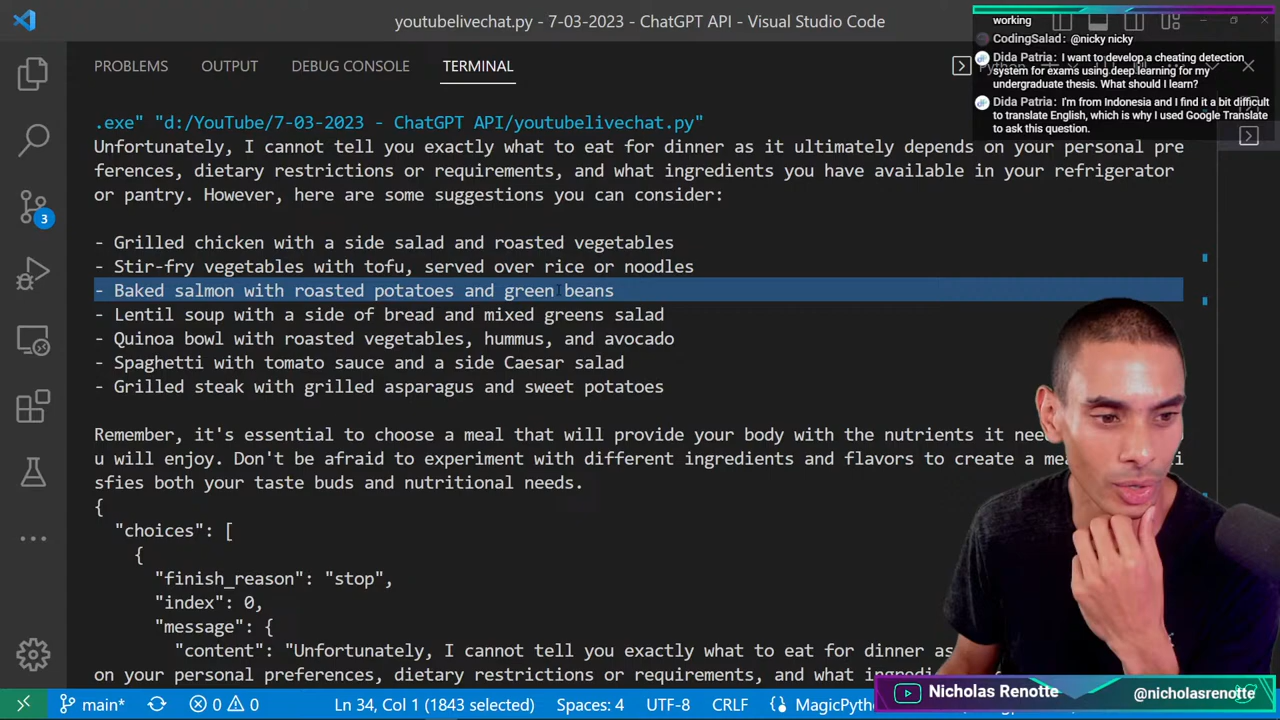 youtubelivechat.py - 7-03-2023 - ChatGPT API - Visual Studio Code
working
CodingSalad: @nicky nicky
Dida Patria: I want to develop a cheating detection
system for exams using deep learning for my
undergraduate thesis. What should I learn?
Dida Patria: I'm from Indonesia and I find it a bit difficult
to translate English, which is why I used Google Translate
to ask this question.
PROBLEMS OUTPUT DEBUG CONSOLE TERMINAL
.exe" "d:/YouTube/7-03-2023 - ChatGPT API/youtubelivechat.py"
Unfortunately, I cannot tell you exactly what to eat for dinner as it ultimately depends on your personal pre
ferences, dietary restrictions or requirements, and what ingredients you have available in your refrigerator
or pantry. However, here are some suggestions you can consider:
- Grilled chicken with a side salad and roasted vegetables
- Stir-fry vegetables with tofu, served over rice or noodles
- Baked salmon with roasted potatoes and green beans
- Lentil soup with a side of bread and mixed greens salad
- Quinoa bowl with roasted vegetables, hummus, and avocado
- Spaghetti with tomato sauce and a side Caesar salad
- Grilled steak with grilled asparagus and sweet potatoes
Remember, it's essential to choose a meal that will provide your body with the nutrients it nee
u will enjoy. Don't be afraid to experiment with different ingredients and flavors to create a me
sfies both your taste buds and nutritional needs.
{
"choices": [
{
"finish_reason": "stop",
"index": 0,
"message": {
"content": "Unfortunately, I cannot tell you exactly what to eat for dinner as
on your personal preferences, dietary restrictions or requirements, and what ingredi
3
main* 0 0 Ln 34, Col 1 (1843 selected) Spaces: 4 UTF-8 CRLF MagicPyth
Nicholas Renotte @nicholasrenotte